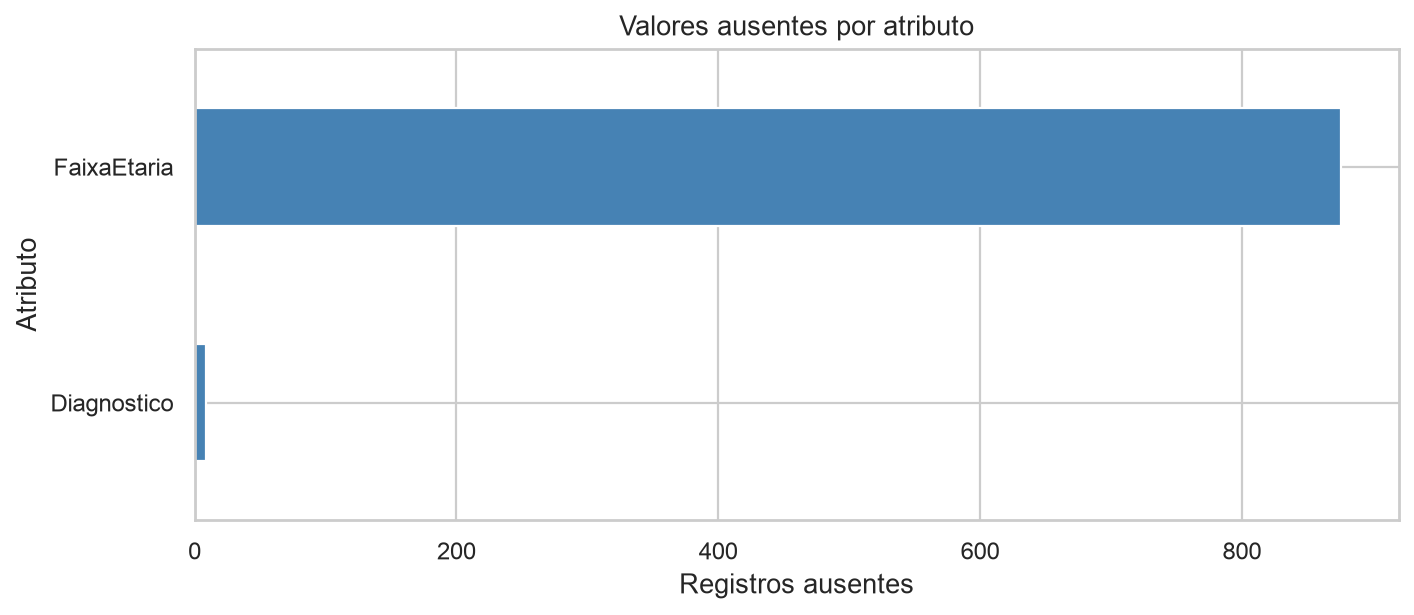 Valores ausentes por atributo
FaixaEtaria
Atributo
Diagnostico
0 200 400 600 800
Registros ausentes